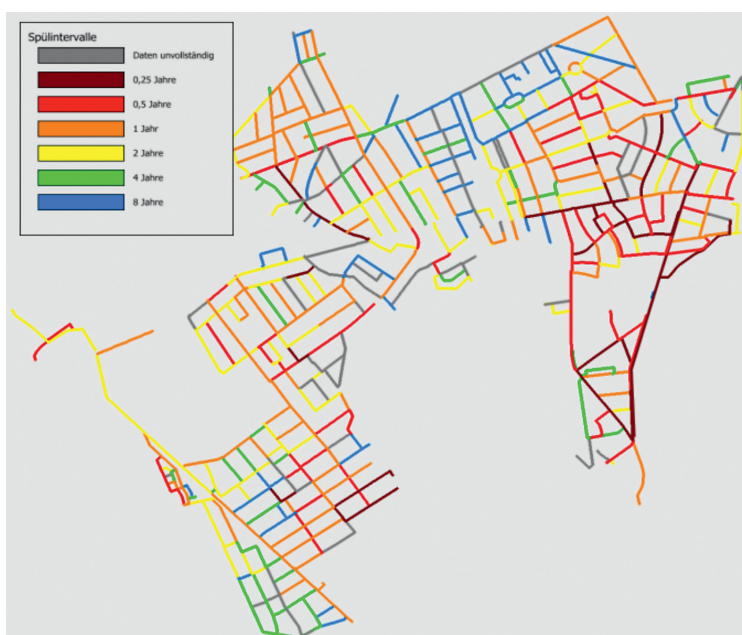 Spülintervalle
Daten unvollständig
0,25 Jahre
0,5 Jahre
1 Jahr
2 Jahre
4 Jahre
8 Jahre